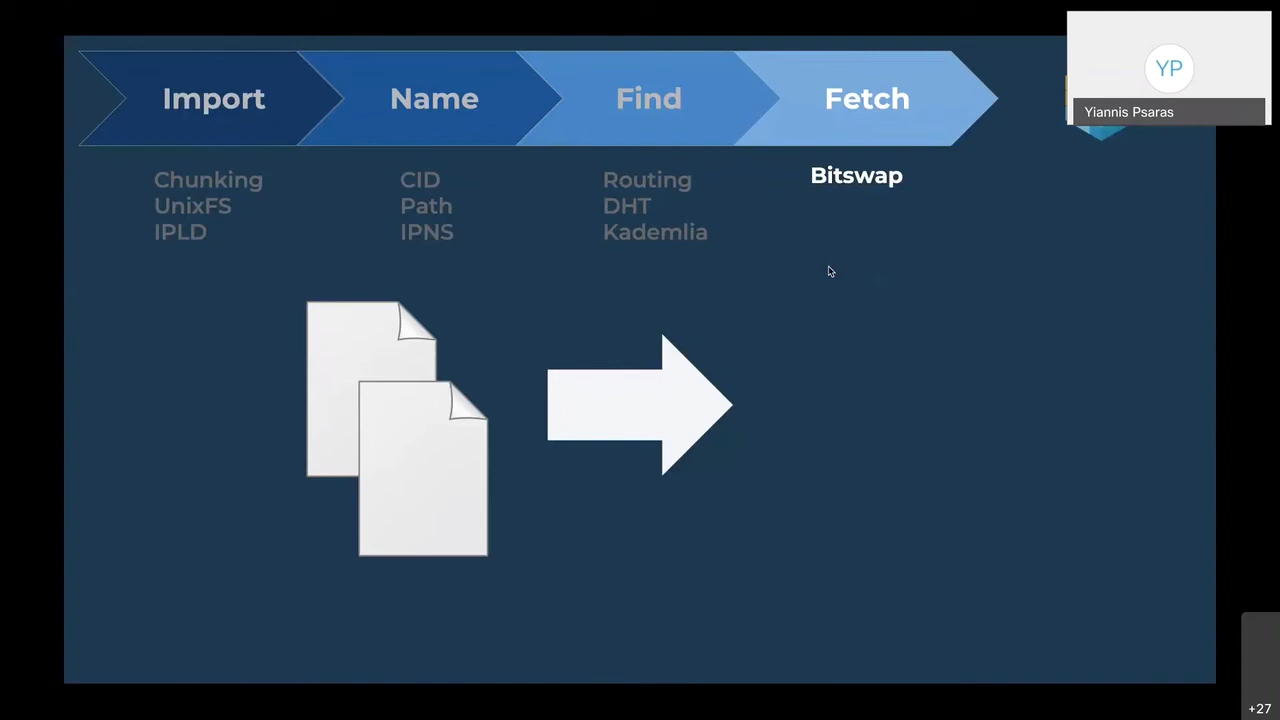 Import
Name
Find
Fetch
Chunking
UnixFS
IPLD
CID
Path
IPNS
Routing
DHT
Kademlia
Bitswap
YP
Yiannis Psaras
+27